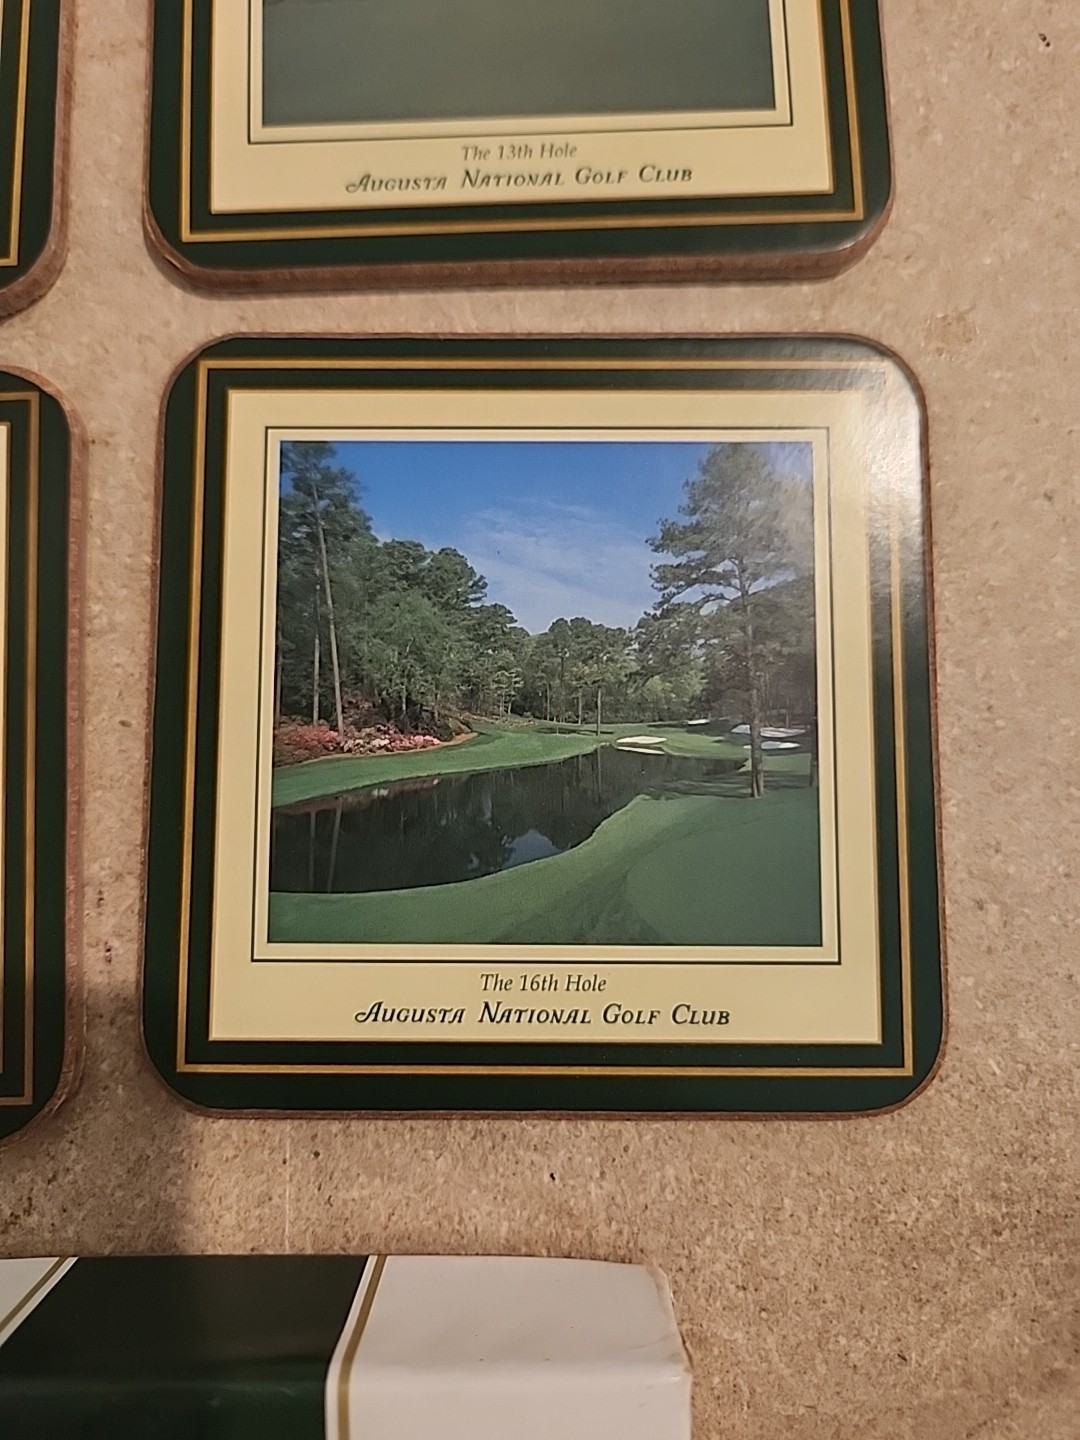 The 13th Hole
Augusta National Golf Club
The 16th Hole
Augusta National Golf Club